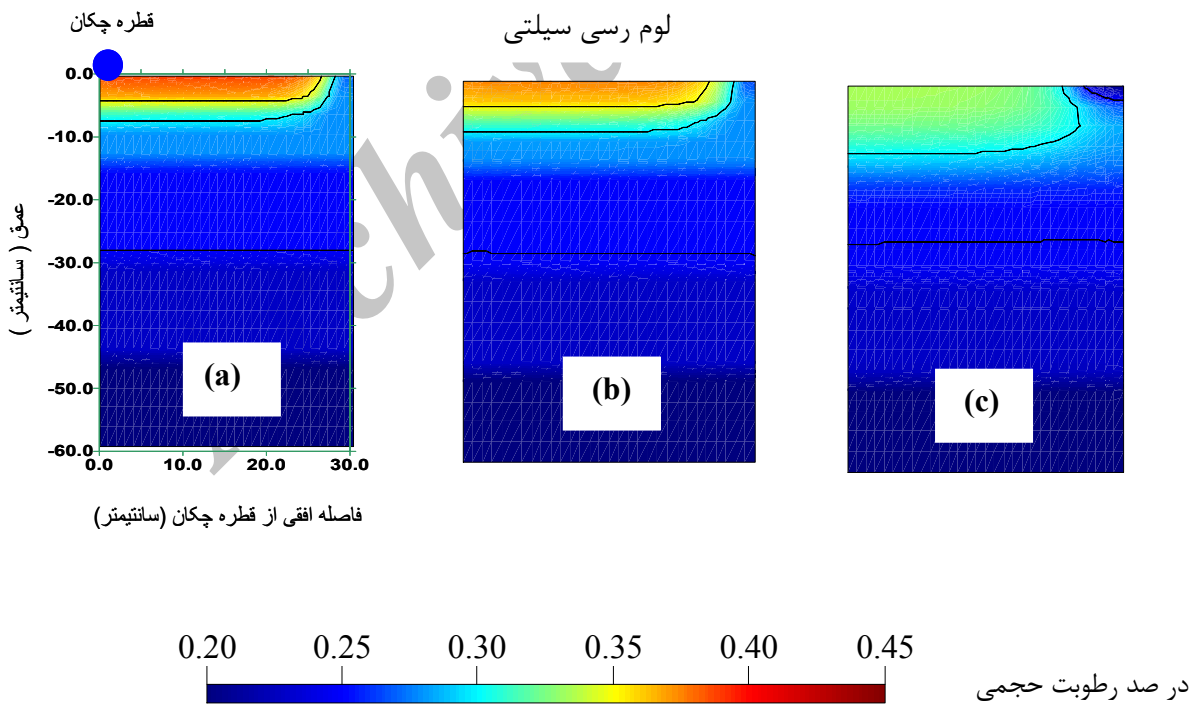 قطره چکان
لوم رسی سیلتی
0.0
-10.0
-20.0
-30.0
-40.0
-50.0
-60.0
عمق ( سانتیمتر )
0.0 10.0 20.0 30.0
فاصله افقی از قطره چکان (سانتیمتر)
(a)
(b)
(c)
0.20 0.25 0.30 0.35 0.40 0.45
در صد رطوبت حجمی